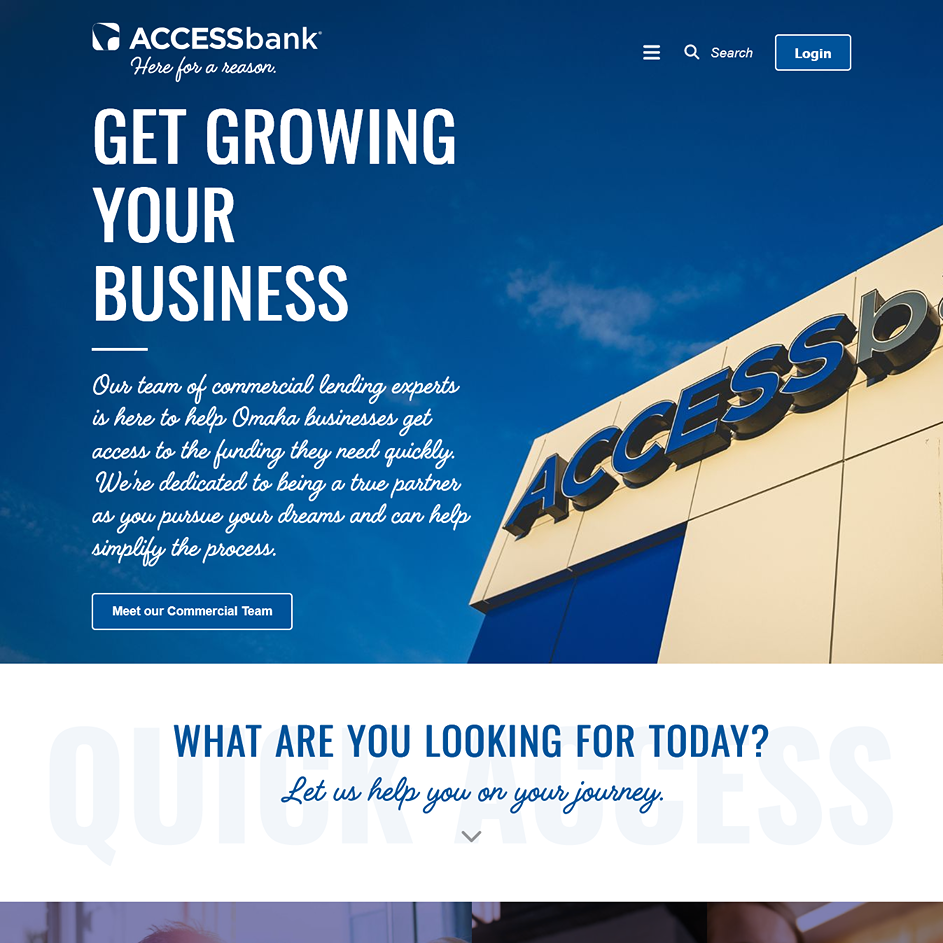 ACCESSbank
Here for a reason.
Search
Login
GET GROWING
YOUR
BUSINESS
Our team of commercial lending experts
is here to help Omaha businesses get
access to the funding they need quickly.
We're dedicated to being a true partner
as you pursue your dreams and can help
simplify the process.
ACCESSb
Meet our Commercial Team
QUICK ACCESS
WHAT ARE YOU LOOKING FOR TODAY?
Let us help you on your journey.